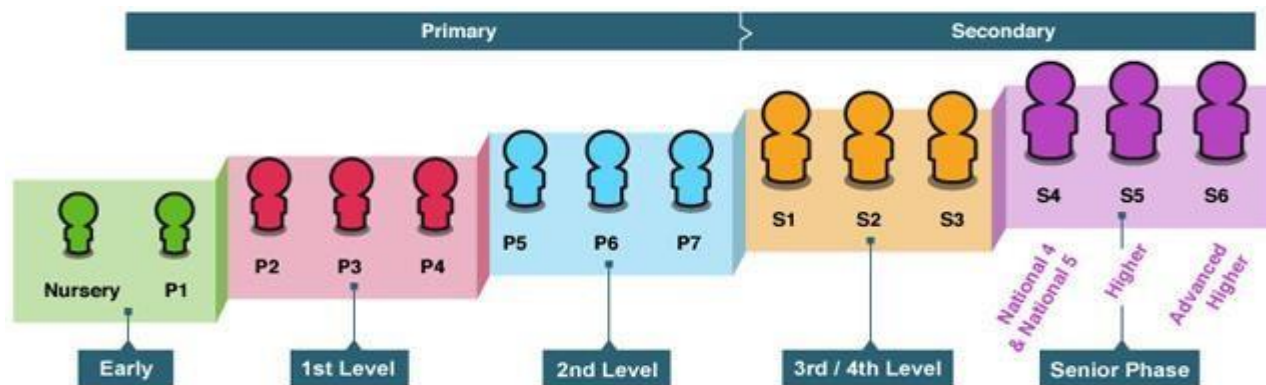 Primary
Secondary
Nursery
P1
P2
P3
P4
P5
P6
P7
S1
S2
S3
S4
S5
S6
National 4
& National 5
Higher
Advanced
Higher
Early
1st Level
2nd Level
3rd / 4th Level
Senior Phase